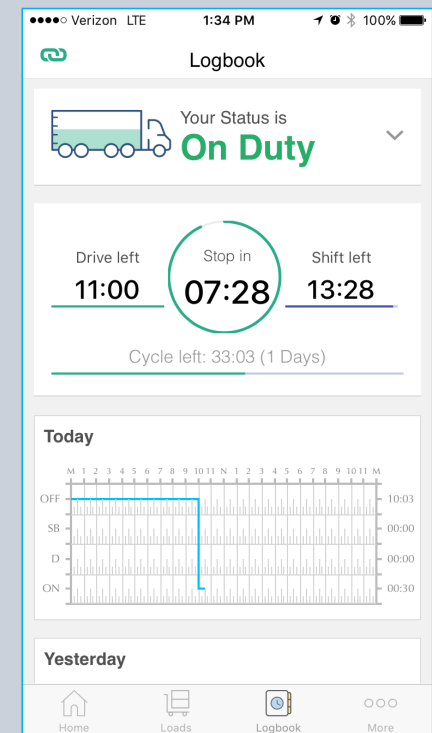 Verizon LTE 1:34 PM 100%
Logbook
Your Status is
On Duty
Drive left Stop in Shift left
11:00 07:28 13:28
Cycle left: 33:03 (1 Days)
Today
M 1 2 3 4 5 6 7 8 9 10 11 N 1 2 3 4 5 6 7 8 9 10 11 M
OFF 10:03
SB 00:00
D 00:00
ON 00:30
Yesterday
Home Loads Logbook More